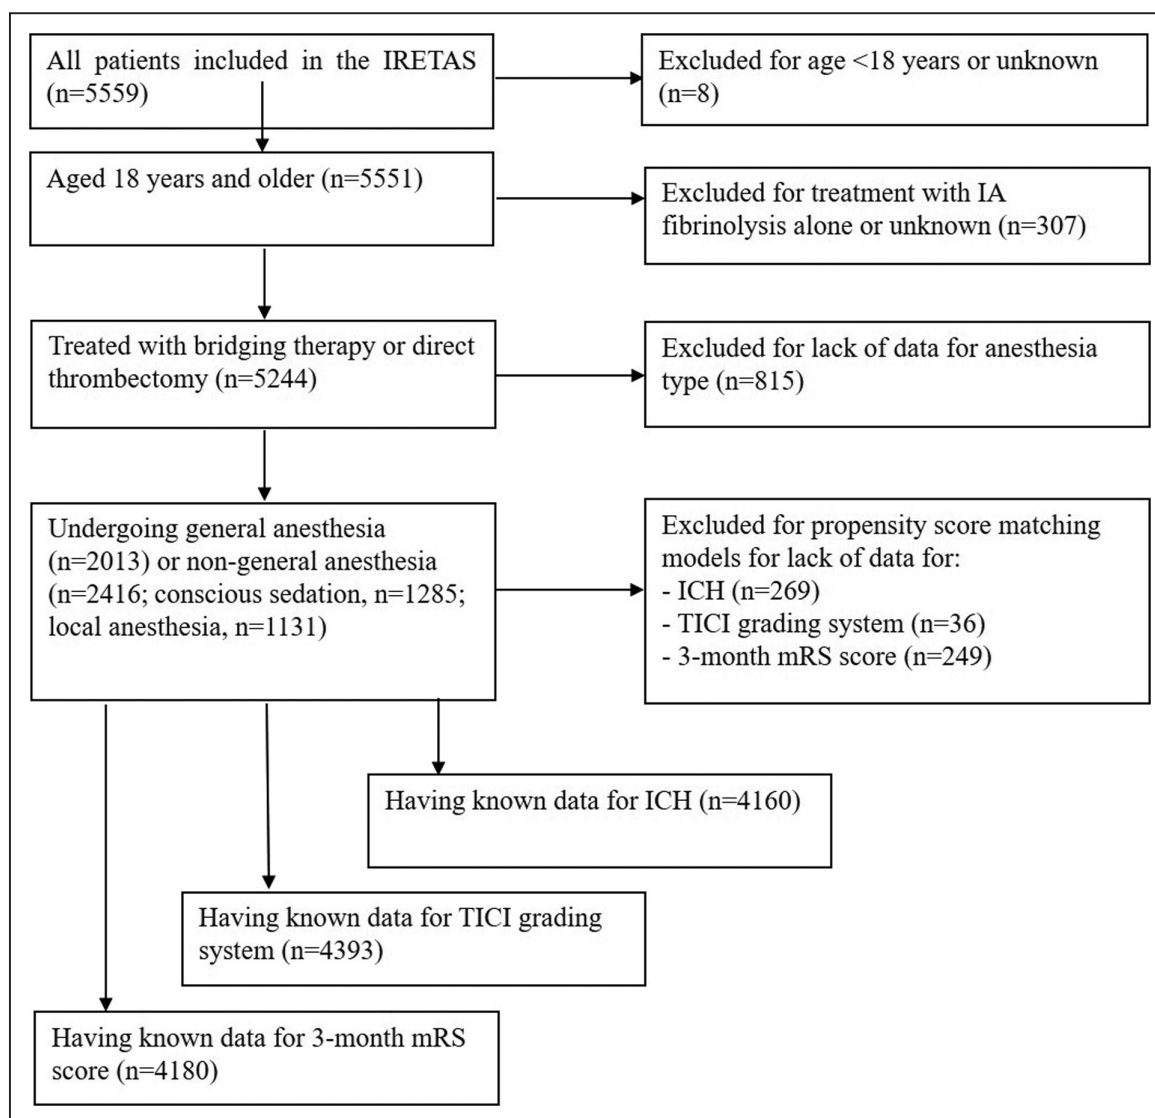 All patients included in the IRETAS
(n=5559)
Excluded for age <18 years or unknown
(n=8)
Aged 18 years and older (n=5551)
Excluded for treatment with IA
fibrinolysis alone or unknown (n=307)
Treated with bridging therapy or direct
thrombectomy (n=5244)
Excluded for lack of data for anesthesia
type (n=815)
Undergoing general anesthesia
(n=2013) or non-general anesthesia
(n=2416; conscious sedation, n=1285;
local anesthesia, n=1131)
Excluded for propensity score matching
models for lack of data for:
- ICH (n=269)
- TICI grading system (n=36)
- 3-month mRS score (n=249)
Having known data for ICH (n=4160)
Having known data for TICI grading
system (n=4393)
Having known data for 3-month mRS
score (n=4180)